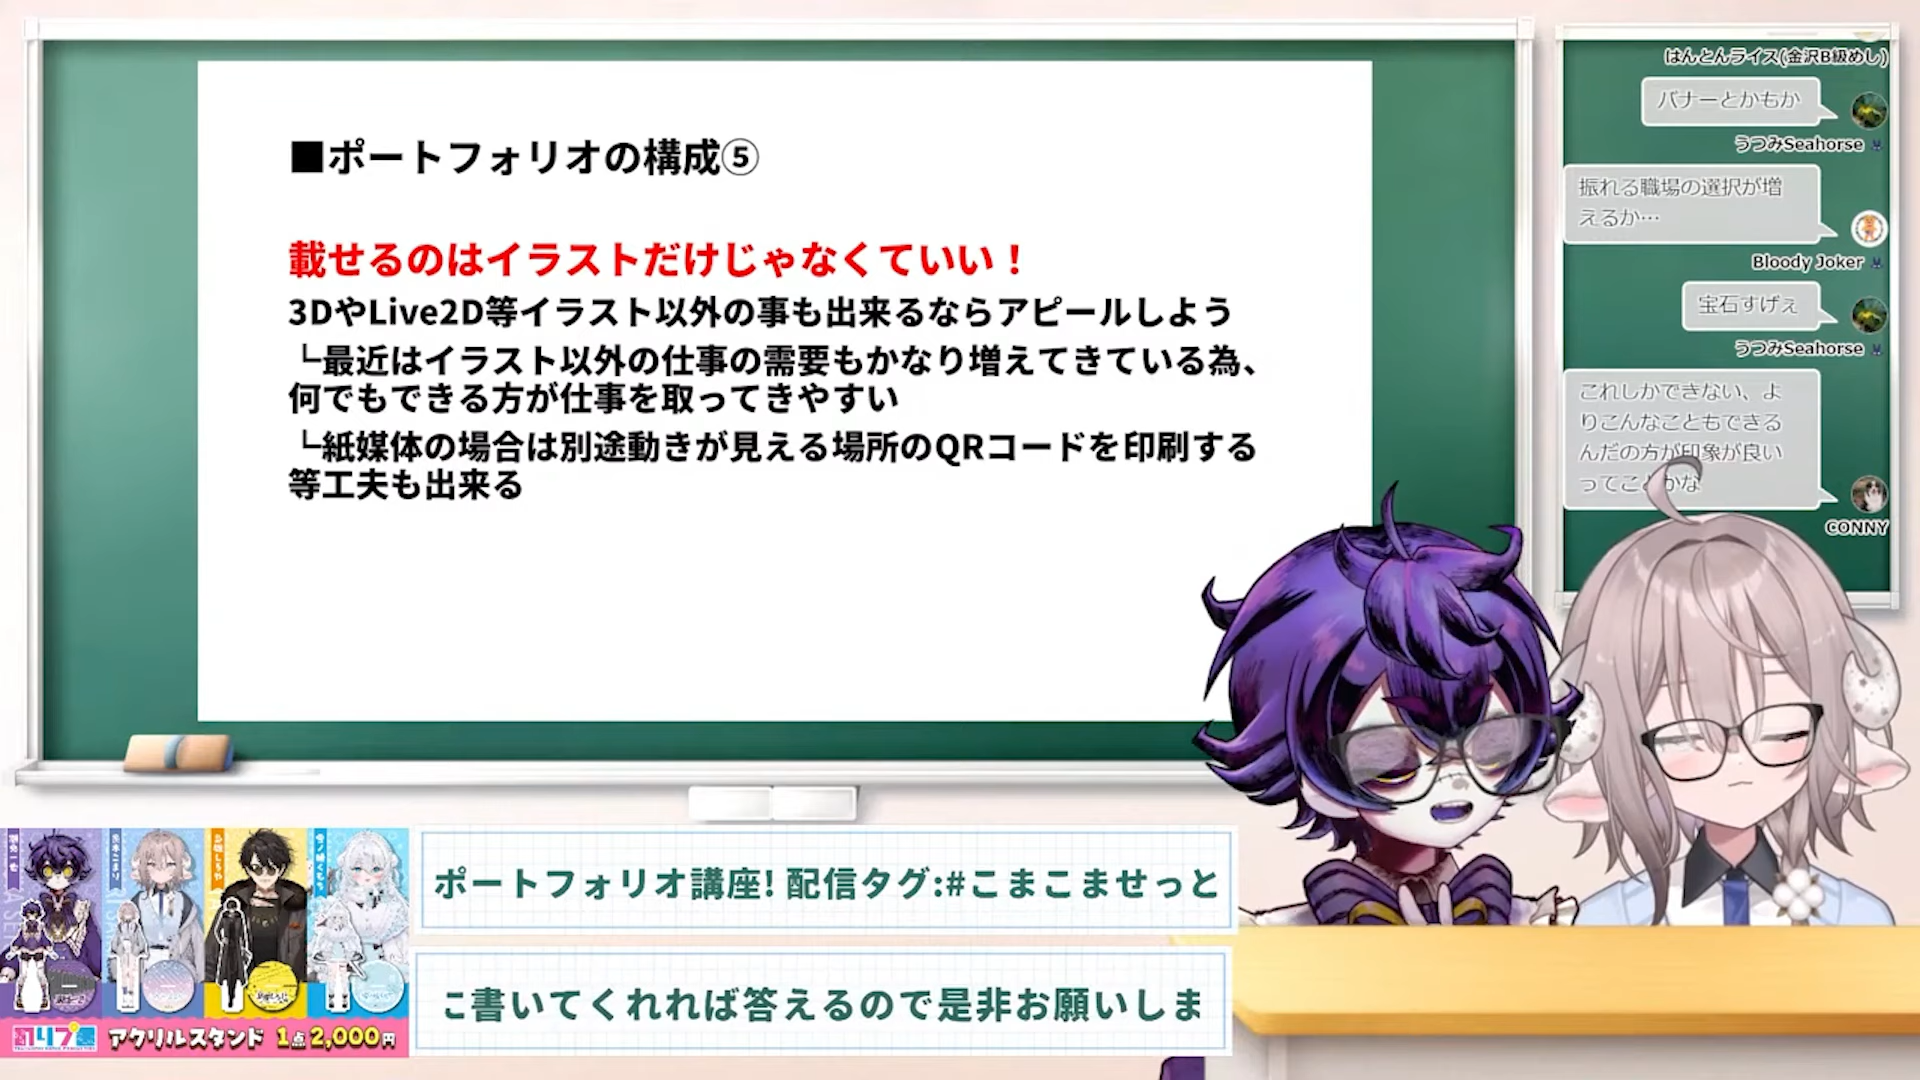 ■ポートフォリオの構成⑤
載せるのはイラストだけじゃなくていい！
3DやLive2D等イラスト以外の事も出来るならアピールしよう
┗最近はイラスト以外の仕事の需要もかなり増えてきている為、
何でもできる方が仕事を取ってきやすい
┗紙媒体の場合は別途動きが見える場所のQRコードを印刷する
等工夫も出来る
はんとんライス(金沢B級めし)
バナーとかもか
うつみSeahorse
振れる職場の選択が増
えるか…
Bloody Joker
宝石すげぇ
うつみSeahorse
これしかできない、よ
りこんなこともできる
んだの方が印象が良い
ってことかな
CONNY
ポートフォリオ講座! 配信タグ:#こまこませっと
こ書いてくれれば答えるので是非お願いしま
アクリルスタンド 1点2,000円